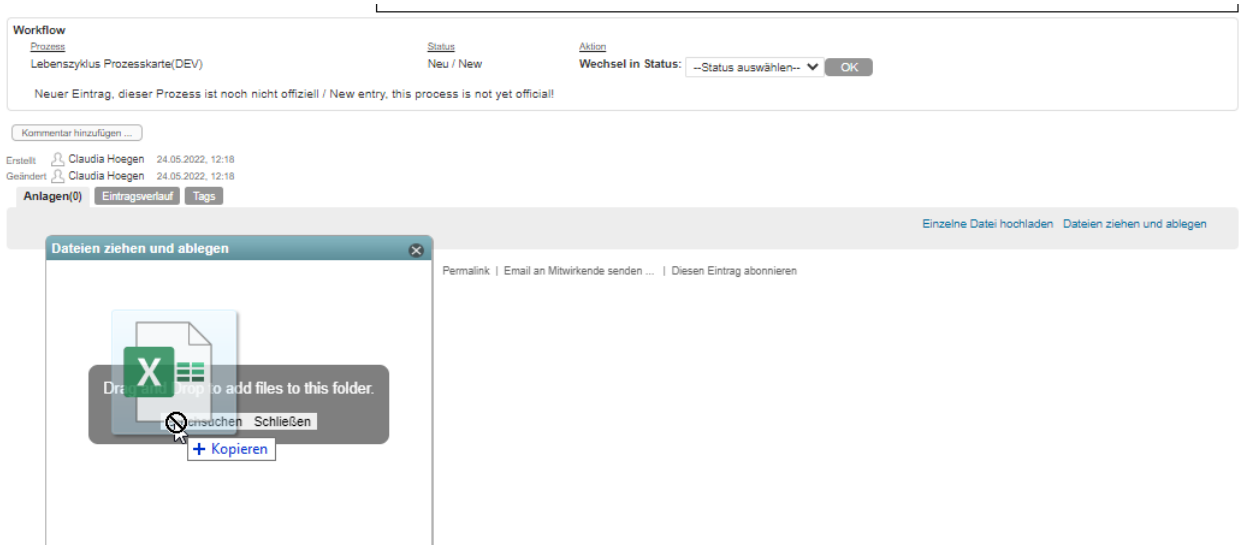 Workflow
Prozess Status Aktion
Lebenszyklus Prozesskarte(DEV) Neu / New Wechsel in Status: --Status auswählen-- OK
Neuer Eintrag, dieser Prozess ist noch nicht offiziell / New entry, this process is not yet official!
Kommentar hinzufügen ...
Erstellt Claudia Hoegen 24.05.2022, 12:18
Geändert Claudia Hoegen 24.05.2022, 12:18
Anlagen(0) Eintragsverlauf Tags
Einzelne Datei hochladen Dateien ziehen und ablegen
Dateien ziehen und ablegen
Permalink | Email an Mitwirkende senden ... | Diesen Eintrag abonnieren
X
Drag and Drop to add files to this folder.
Schließen
+ Kopieren